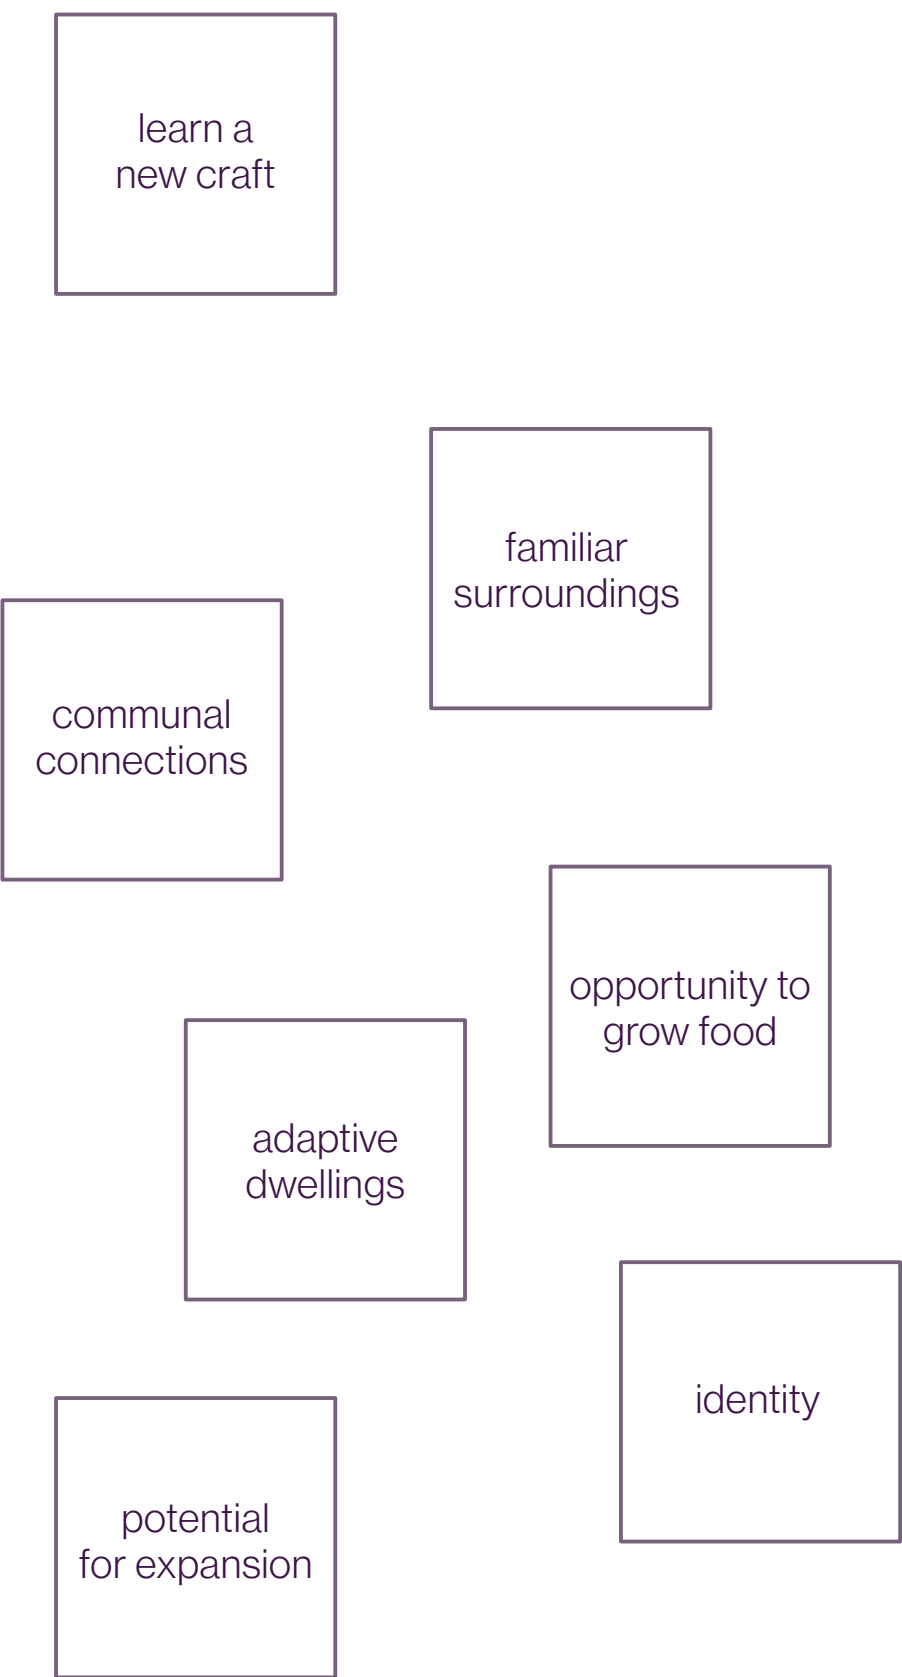 learn a
new craft
familiar
surroundings
communal
connections
opportunity to
grow food
adaptive
dwellings
identity
potential
for expansion